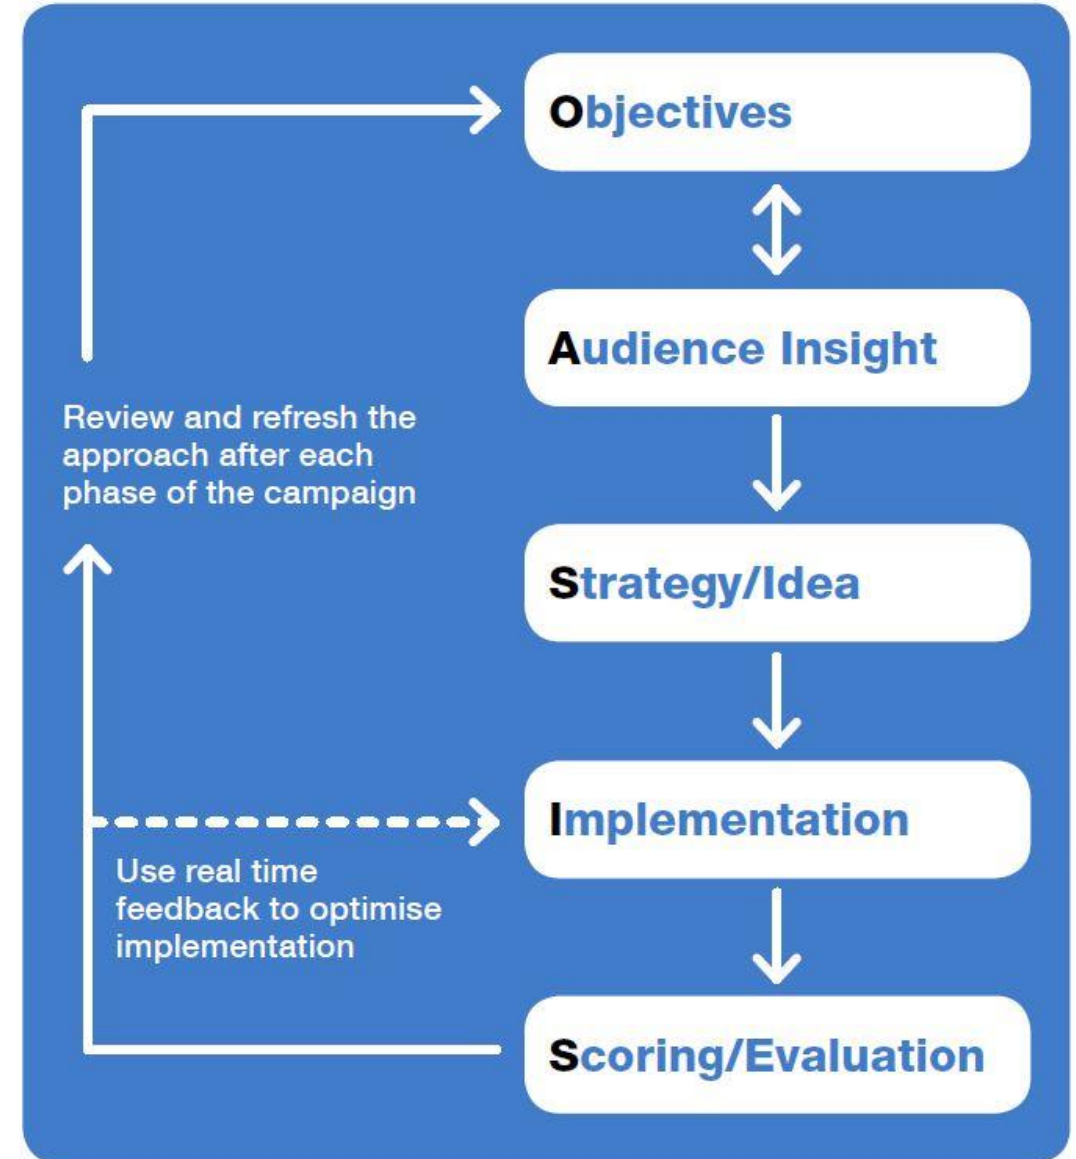 Objectives
Audience Insight
Review and refresh the
approach after each
phase of the campaign
Strategy/Idea
Implementation
Use real time
feedback to optimise
implementation
Scoring/Evaluation